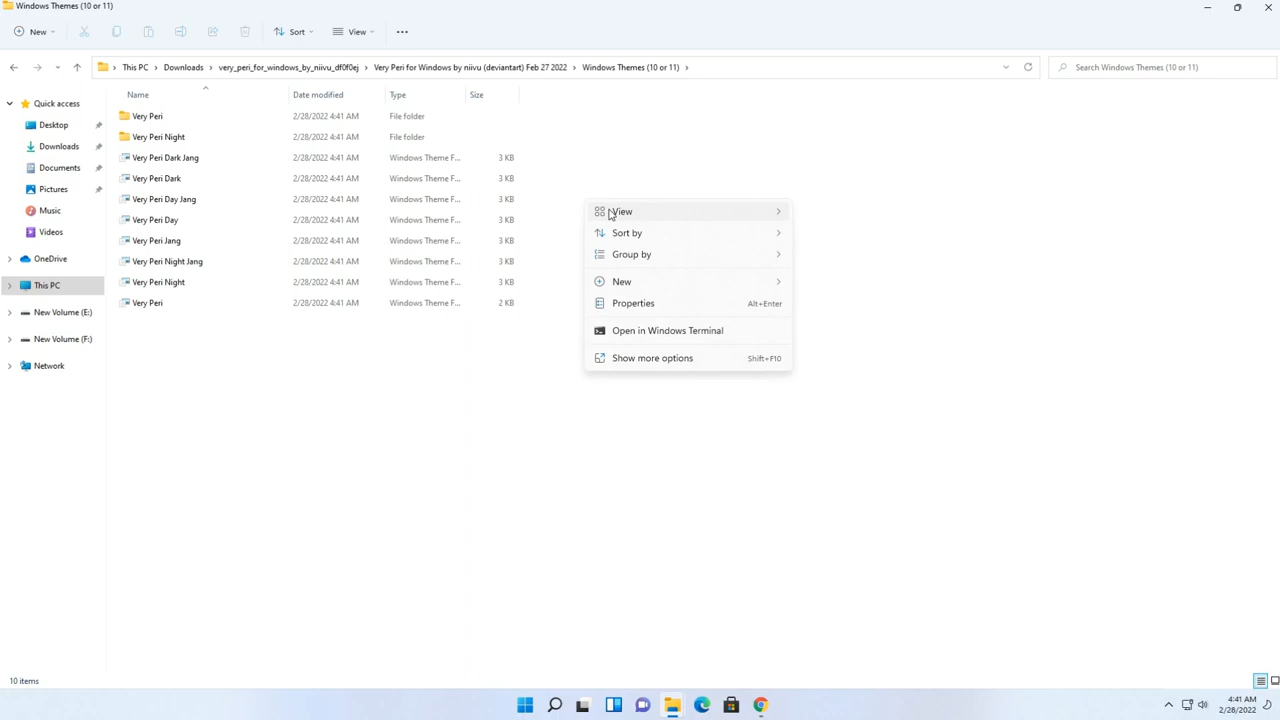 Windows Themes (10 or 11)
New
Sort
View
This PC > Downloads > very_peri_for_windows_by_niivu_df0f0ej > Very Peri for Windows by niivu (deviantart) Feb 27 2022 > Windows Themes (10 or 11) >
Search Windows Themes (10 or 11)
Name Date modified Type Size
Quick access
Desktop
Downloads
Documents
Pictures
Music
Videos
OneDrive
This PC
New Volume (E:)
New Volume (F:)
Network
Very Peri 2/28/2022 4:41 AM File folder
Very Peri Night 2/28/2022 4:41 AM File folder
Very Peri Dark Jang 2/28/2022 4:41 AM Windows Theme F... 3 KB
Very Peri Dark 2/28/2022 4:41 AM Windows Theme F... 3 KB
Very Peri Day Jang 2/28/2022 4:41 AM Windows Theme F... 3 KB
Very Peri Day 2/28/2022 4:41 AM Windows Theme F... 3 KB
Very Peri Jang 2/28/2022 4:41 AM Windows Theme F... 3 KB
Very Peri Night Jang 2/28/2022 4:41 AM Windows Theme F... 3 KB
Very Peri Night 2/28/2022 4:41 AM Windows Theme F... 3 KB
Very Peri 2/28/2022 4:41 AM Windows Theme F... 2 KB
View
Sort by
Group by
New
Properties Alt+Enter
Open in Windows Terminal
Show more options Shift+F10
10 items
4:41 AM
2/28/2022